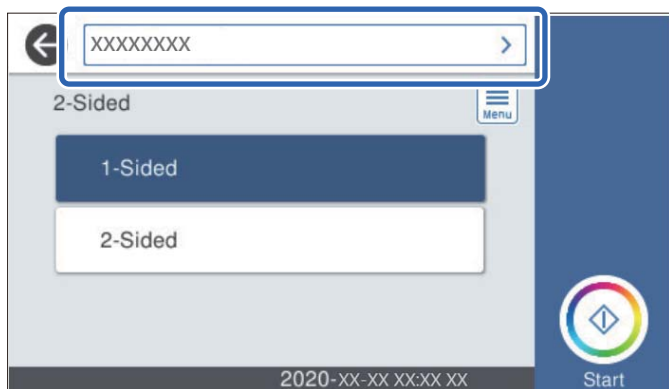 XXXXXXXX
2-Sided
Menu
1-Sided
2-Sided
2020-XX-XX XX:XX XX
Start